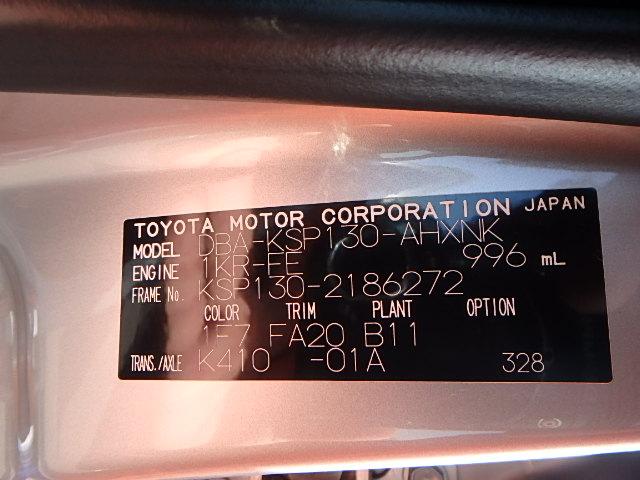 TOYOTA MOTOR CORPORATION JAPAN
MODEL DBA-KSP130-AHXNK
ENGINE 1KR-FE 996 mL
FRAME No. KSP130-2186272
COLOR TRIM PLANT OPTION
1F7 FA20 B11
TRANS./AXLE K410 -01A 328